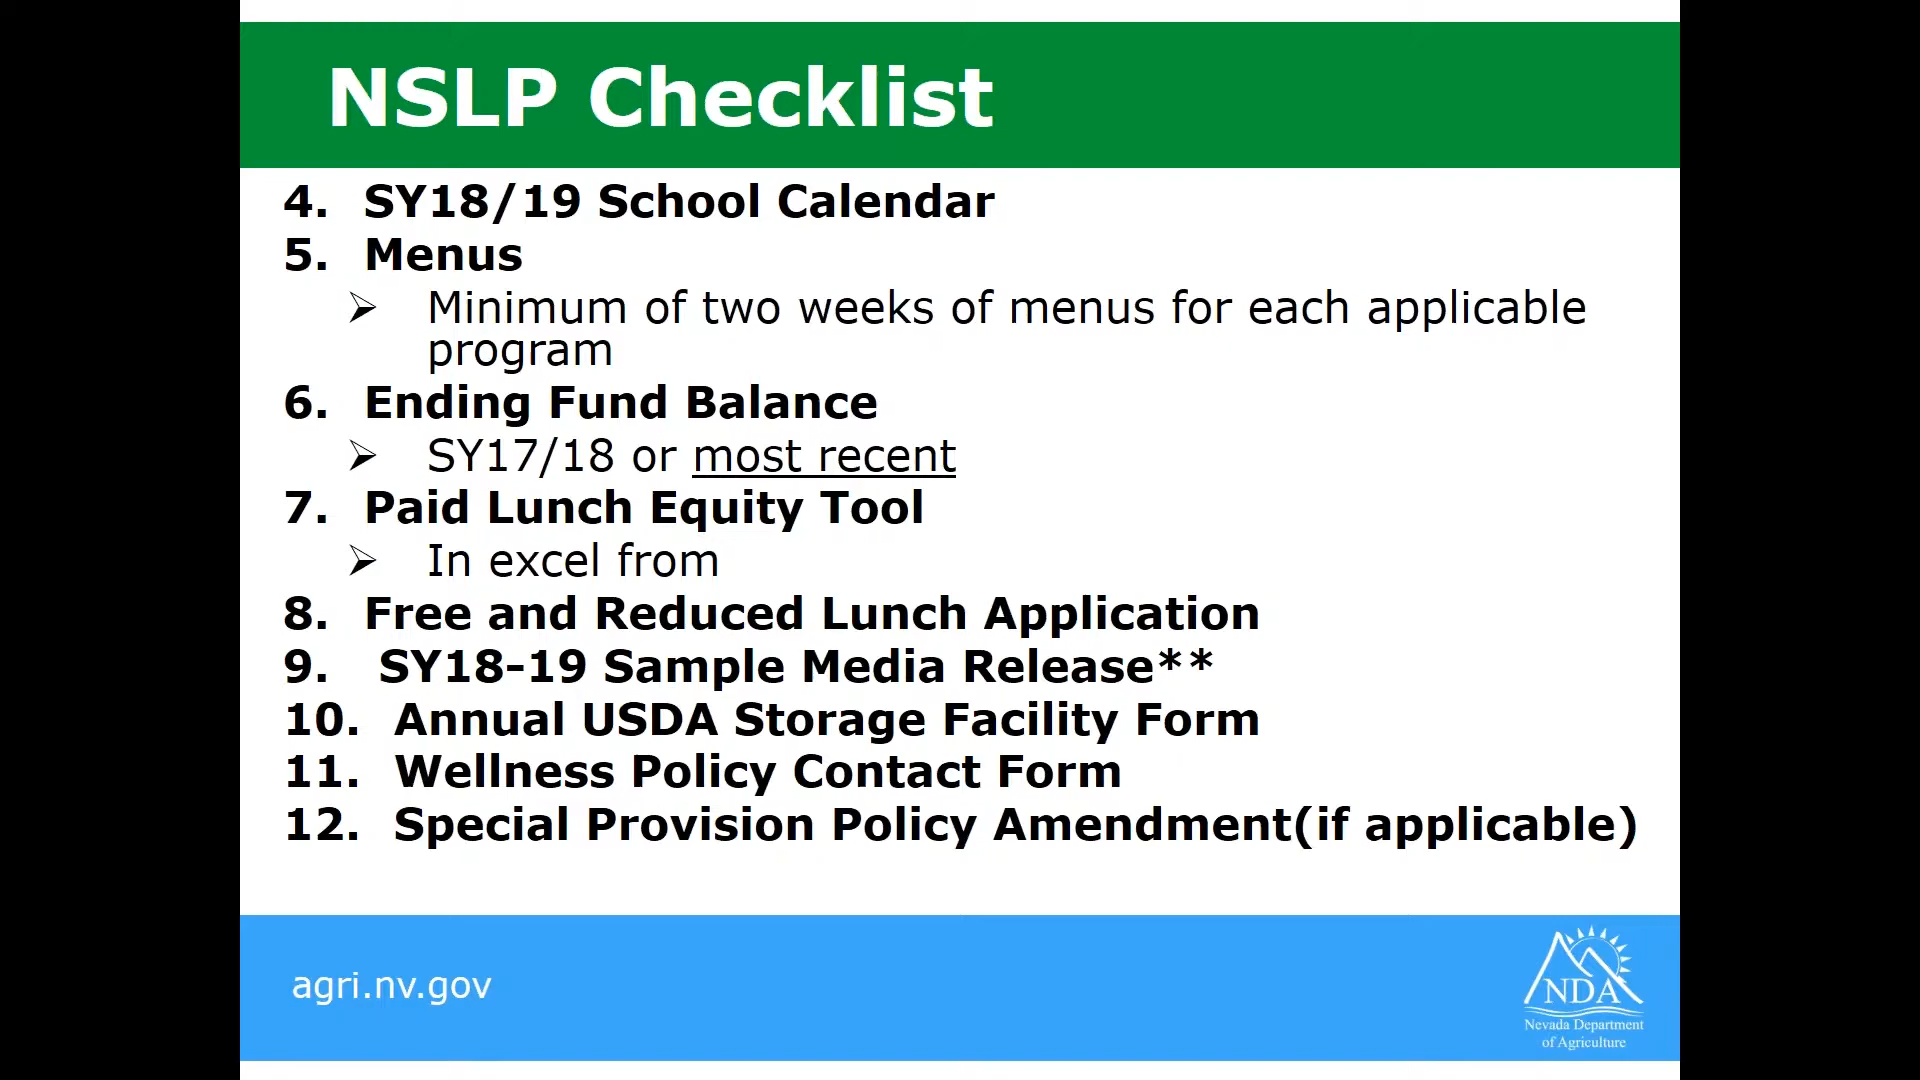 NSLP Checklist
4. SY18/19 School Calendar
5. Menus
➢ Minimum of two weeks of menus for each applicable
program
6. Ending Fund Balance
➢ SY17/18 or most recent
7. Paid Lunch Equity Tool
➢ In excel from
8. Free and Reduced Lunch Application
9. SY18-19 Sample Media Release**
10. Annual USDA Storage Facility Form
11. Wellness Policy Contact Form
12. Special Provision Policy Amendment(if applicable)
agri.nv.gov
NDA
Nevada Department
of Agriculture